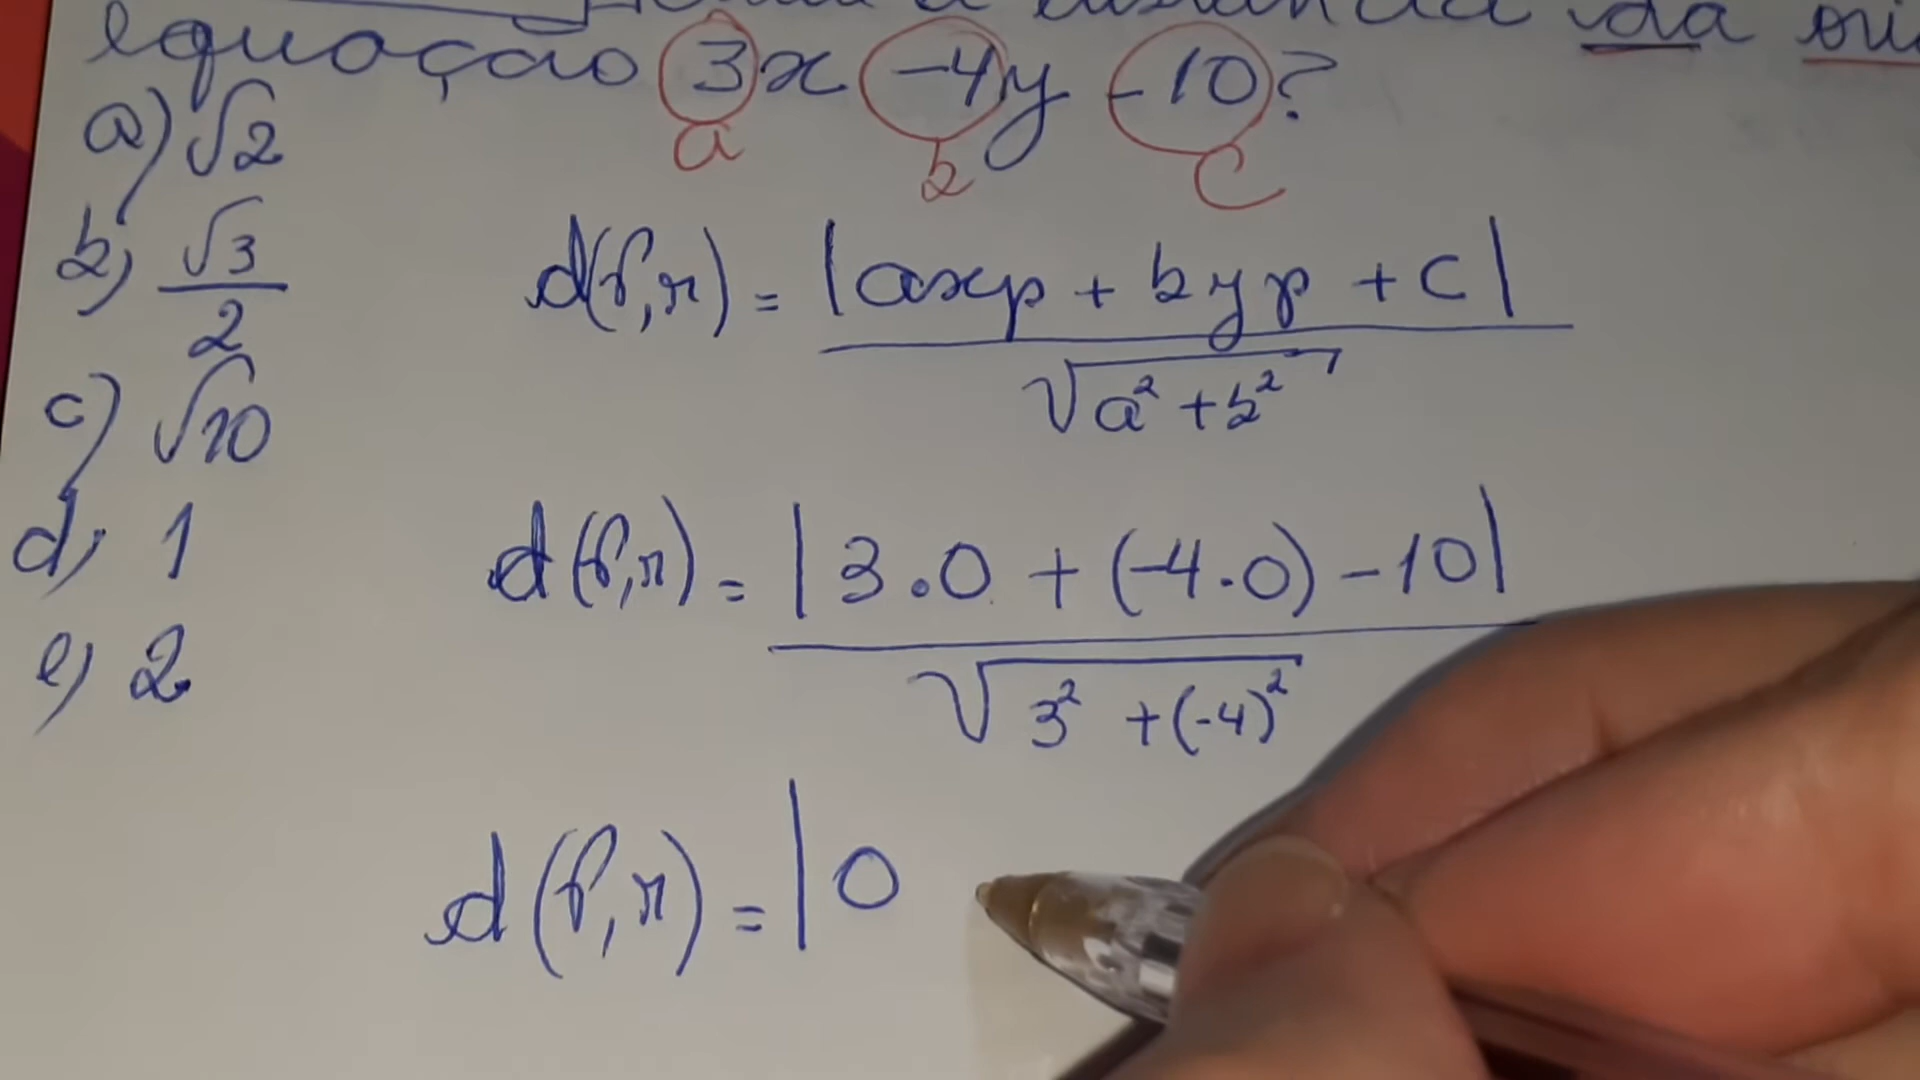 da
equação 3x -4y -10?
a b c
a) √2
b) √3/2
c) √10
d) 1
e) 2
d(P,r) = |axp + byp + c| / √a² + b²
d(P,r) = |3.0 + (-4.0) -10| / √3² + (-4)²
d(P,r) = |0